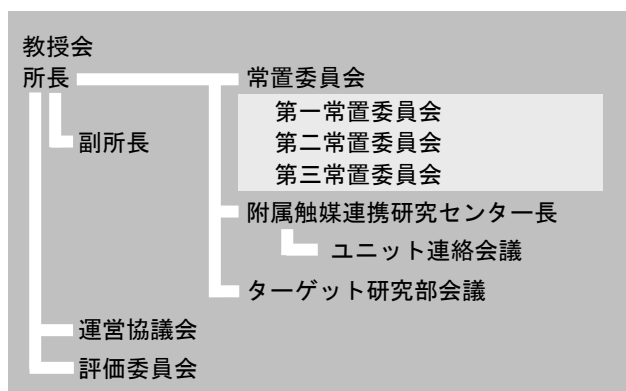 教授会
所長
常置委員会
第一常置委員会
第二常置委員会
第三常置委員会
副所長
附属触媒連携研究センター長
ユニット連絡会議
ターゲット研究部会議
運営協議会
評価委員会